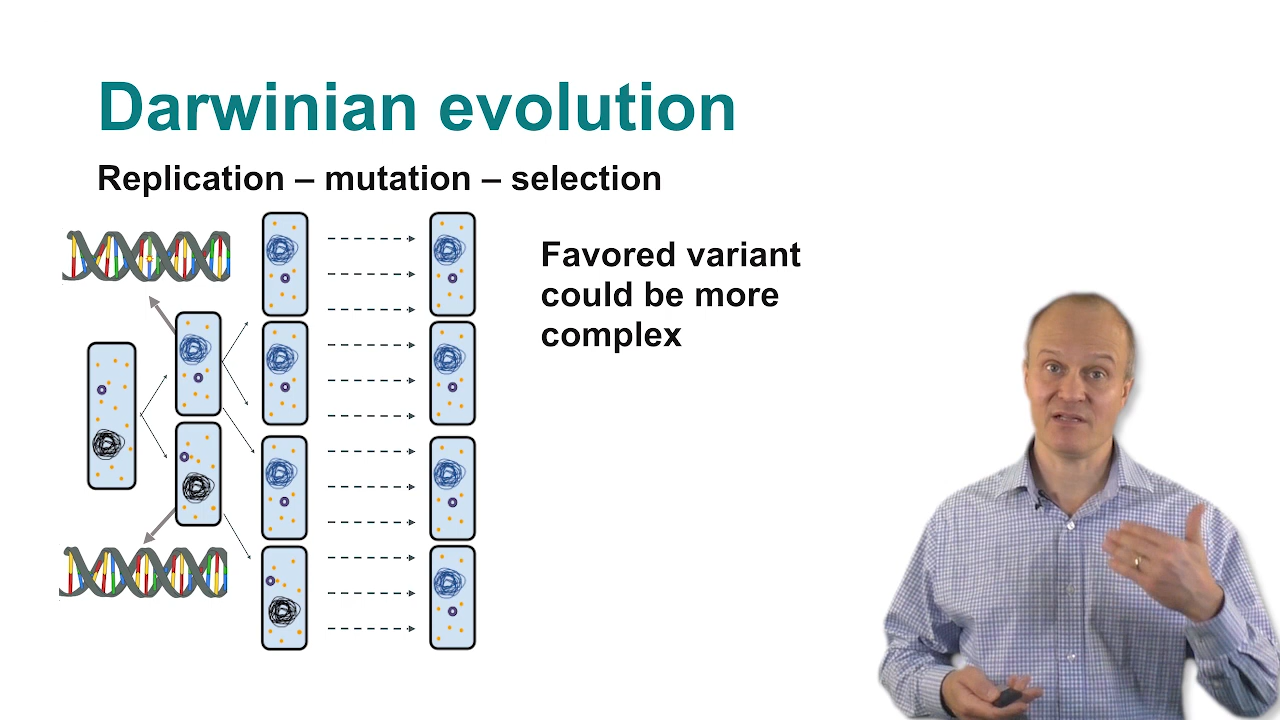 Darwinian evolution
Replication – mutation – selection
Favored variant
could be more
complex